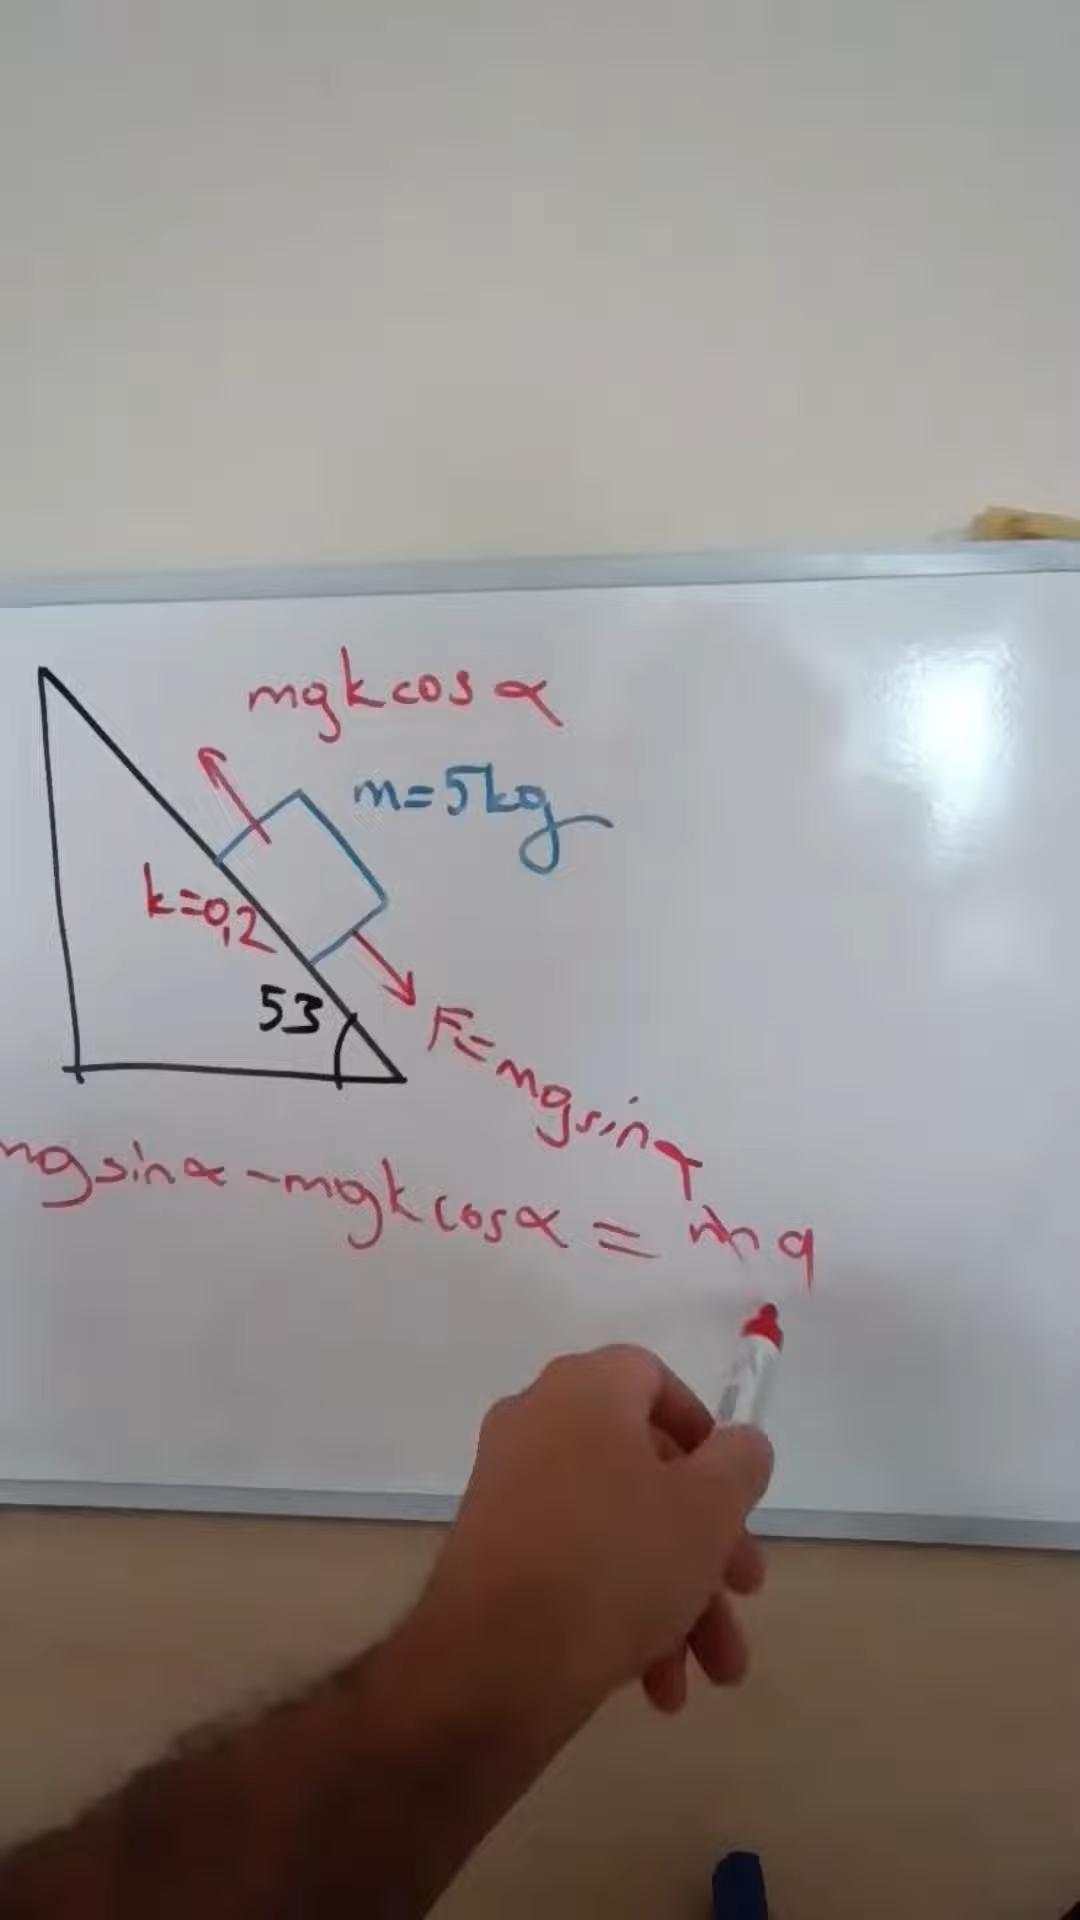 mgkcosα
m=5kg
k=0,2
53
F=mgsinα
mgsinα-mgkcosα = ma